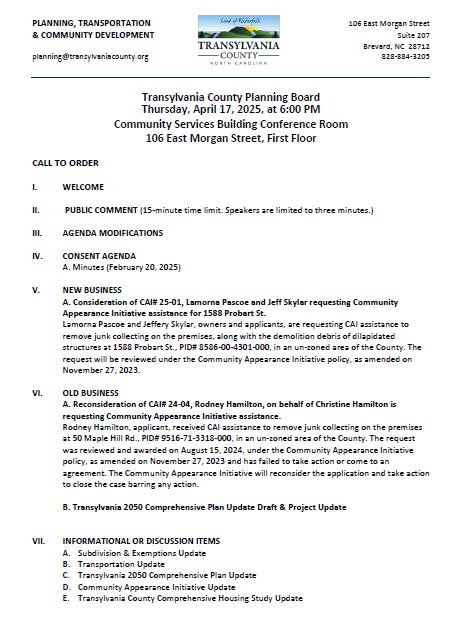 PLANNING, TRANSPORTATION
& COMMUNITY DEVELOPMENT
planning@transylvaniacounty.org
Land of Waterfalls
TRANSYLVANIA
COUNTY
NORTH CAROLINA
106 East Morgan Street
Suite 207
Brevard, NC 28712
828-884-3205
Transylvania County Planning Board
Thursday, April 17, 2025, at 6:00 PM
Community Services Building Conference Room
106 East Morgan Street, First Floor
CALL TO ORDER
I. WELCOME
II. PUBLIC COMMENT (15-minute time limit. Speakers are limited to three minutes.)
III. AGENDA MODIFICATIONS
IV. CONSENT AGENDA
A. Minutes (February 20, 2025)
V. NEW BUSINESS
A. Consideration of CAI# 25-01, Lamorna Pascoe and Jeff Skylar requesting Community
Appearance Initiative assistance for 1588 Probart St.
Lamorna Pascoe and Jeffery Skylar, owners and applicants, are requesting CAI assistance to
remove junk collecting on the premises, along with the demolition debris of dilapidated
structures at 1588 Probart St., PID# 8586-00-4301-000, in an un-zoned area of the County. The
request will be reviewed under the Community Appearance Initiative policy, as amended on
November 27, 2023.
VI. OLD BUSINESS
A. Reconsideration of CAI# 24-04, Rodney Hamilton, on behalf of Christine Hamilton is
requesting Community Appearance Initiative assistance.
Rodney Hamilton, applicant, received CAI assistance to remove junk collecting on the premises
at 50 Maple Hill Rd., PID# 9516-71-3318-000, in an un-zoned area of the County. The request
was reviewed and awarded on August 15, 2024, under the Community Appearance Initiative
policy, as amended on November 27, 2023 and has failed to take action or come to an
agreement. The Community Appearance Initiative will reconsider the application and take action
to close the case barring any action.
B. Transylvania 2050 Comprehensive Plan Update Draft & Project Update
VII. INFORMATIONAL OR DISCUSSION ITEMS
A. Subdivision & Exemptions Update
B. Transportation Update
C. Transylvania 2050 Comprehensive Plan Update
D. Community Appearance Initiative Update
E. Transylvania County Comprehensive Housing Study Update